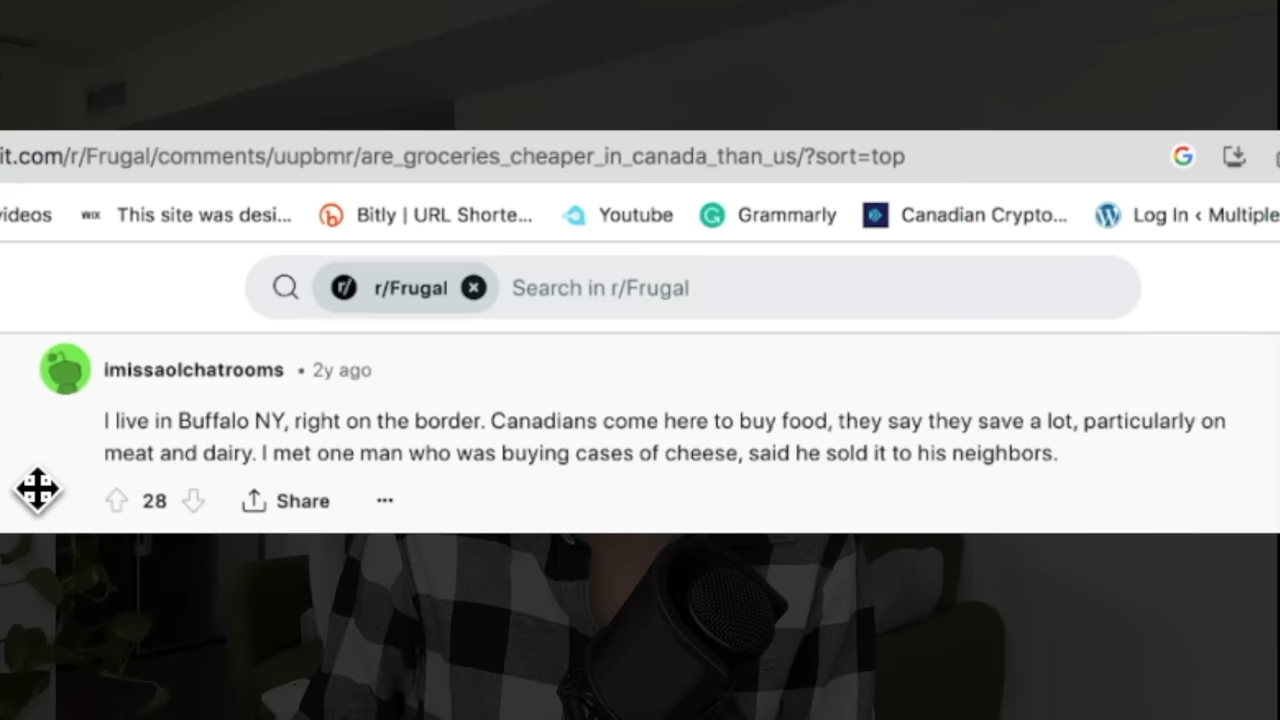 it.com/r/Frugal/comments/uupbmr/are_groceries_cheaper_in_canada_than_us/?sort=top
videos WIX This site was desi... Bitly | URL Shorte... Youtube Grammarly Canadian Crypto... Log In ‹ Multiple
r/ r/Frugal Search in r/Frugal
imissaolchatrooms • 2y ago
I live in Buffalo NY, right on the border. Canadians come here to buy food, they say they save a lot, particularly on
meat and dairy. I met one man who was buying cases of cheese, said he sold it to his neighbors.
28 Share ...